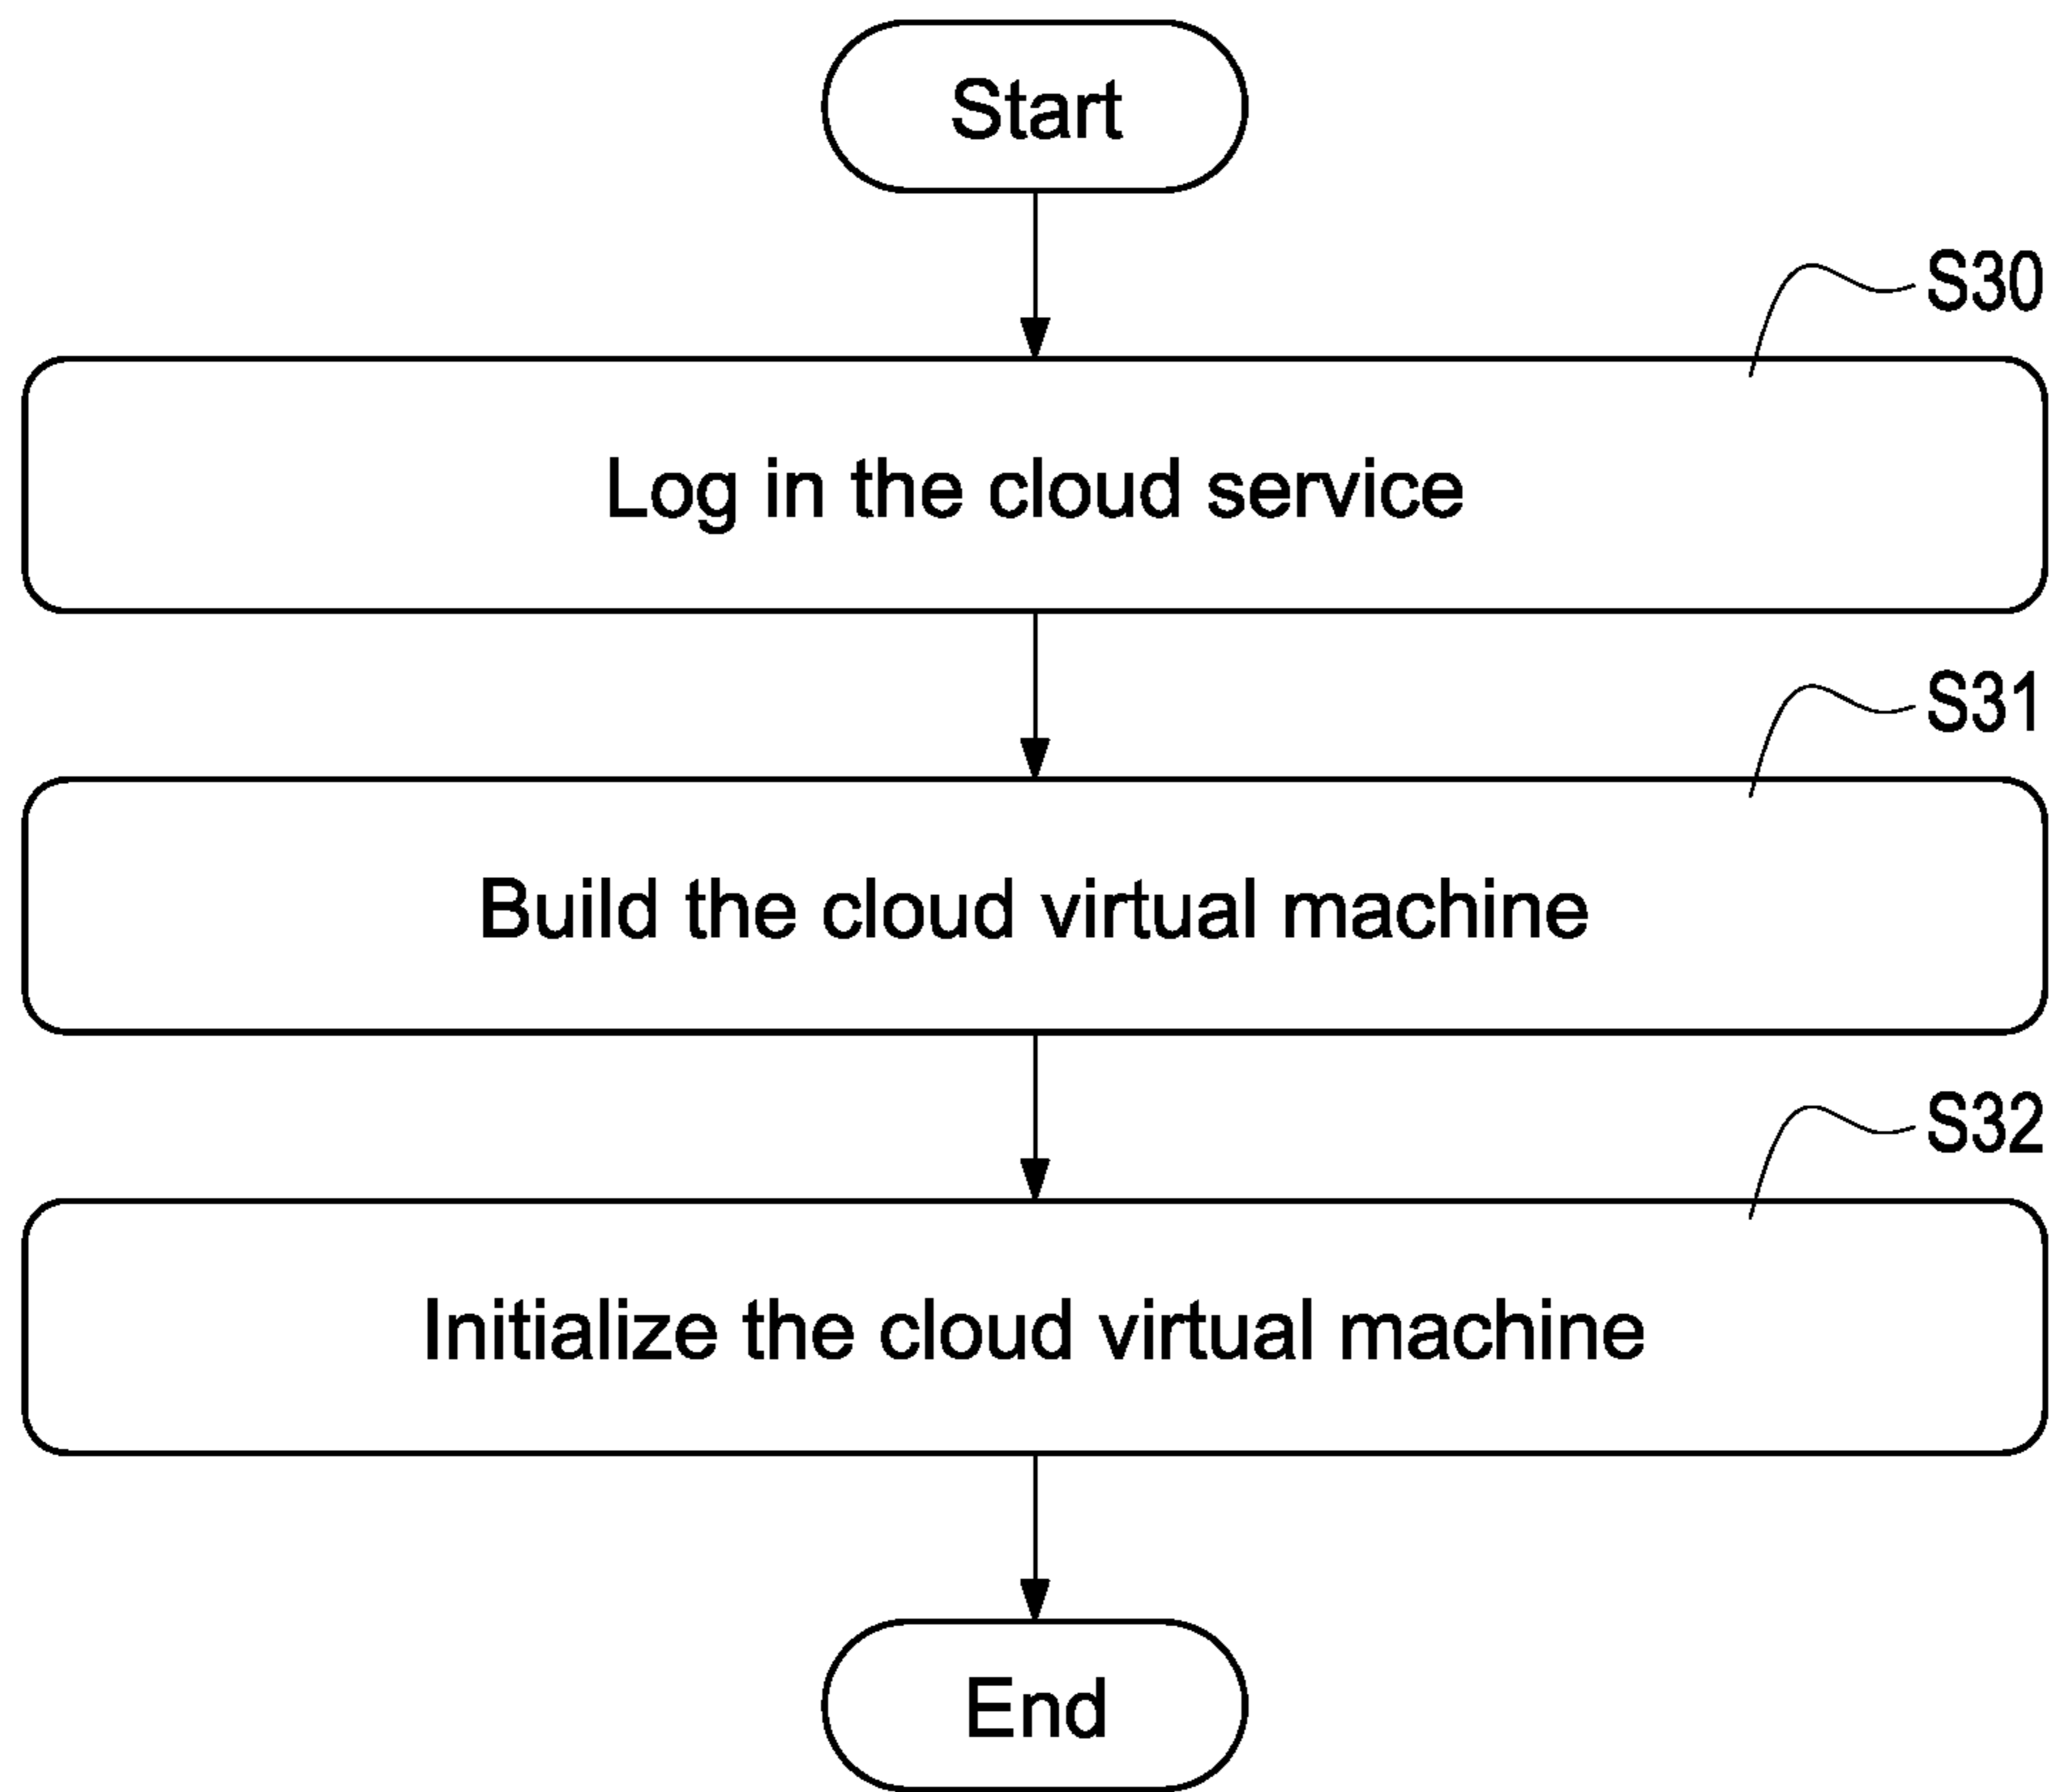 Start
S30
Log in the cloud service
S31
Build the cloud virtual machine
S32
Initialize the cloud virtual machine
End